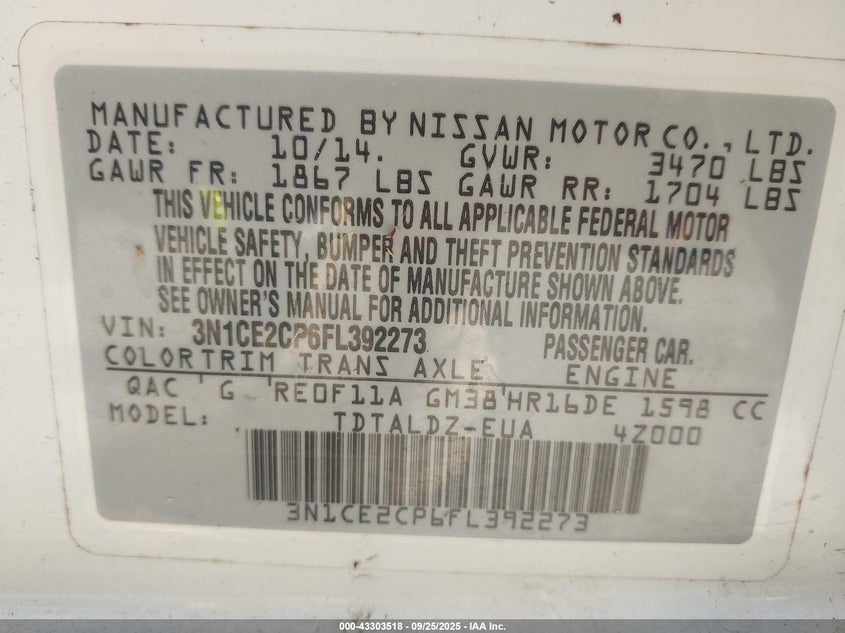 MANUFACTURED BY NISSAN MOTOR CO., LTD.
DATE: 10/14. GVWR: 3470 LBS
GAWR FR: 1867 LBS GAWR RR: 1704 LBS
THIS VEHICLE CONFORMS TO ALL APPLICABLE FEDERAL MOTOR
VEHICLE SAFETY, BUMPER AND THEFT PREVENTION STANDARDS
IN EFFECT ON THE DATE OF MANUFACTURE SHOWN ABOVE.
SEE OWNER'S MANUAL FOR ADDITIONAL INFORMATION.
VIN: 3N1CE2CP6FL392273 PASSENGER CAR.
COLOR TRIM TRANS AXLE ENGINE
QAC G RE0F11A GM38 HR16DE 1598 CC
MODEL: TDTALDZ-EUA 4Z000
3N1CE2CP6FL392273
000-43303518 - 09/25/2025 - IAA Inc.